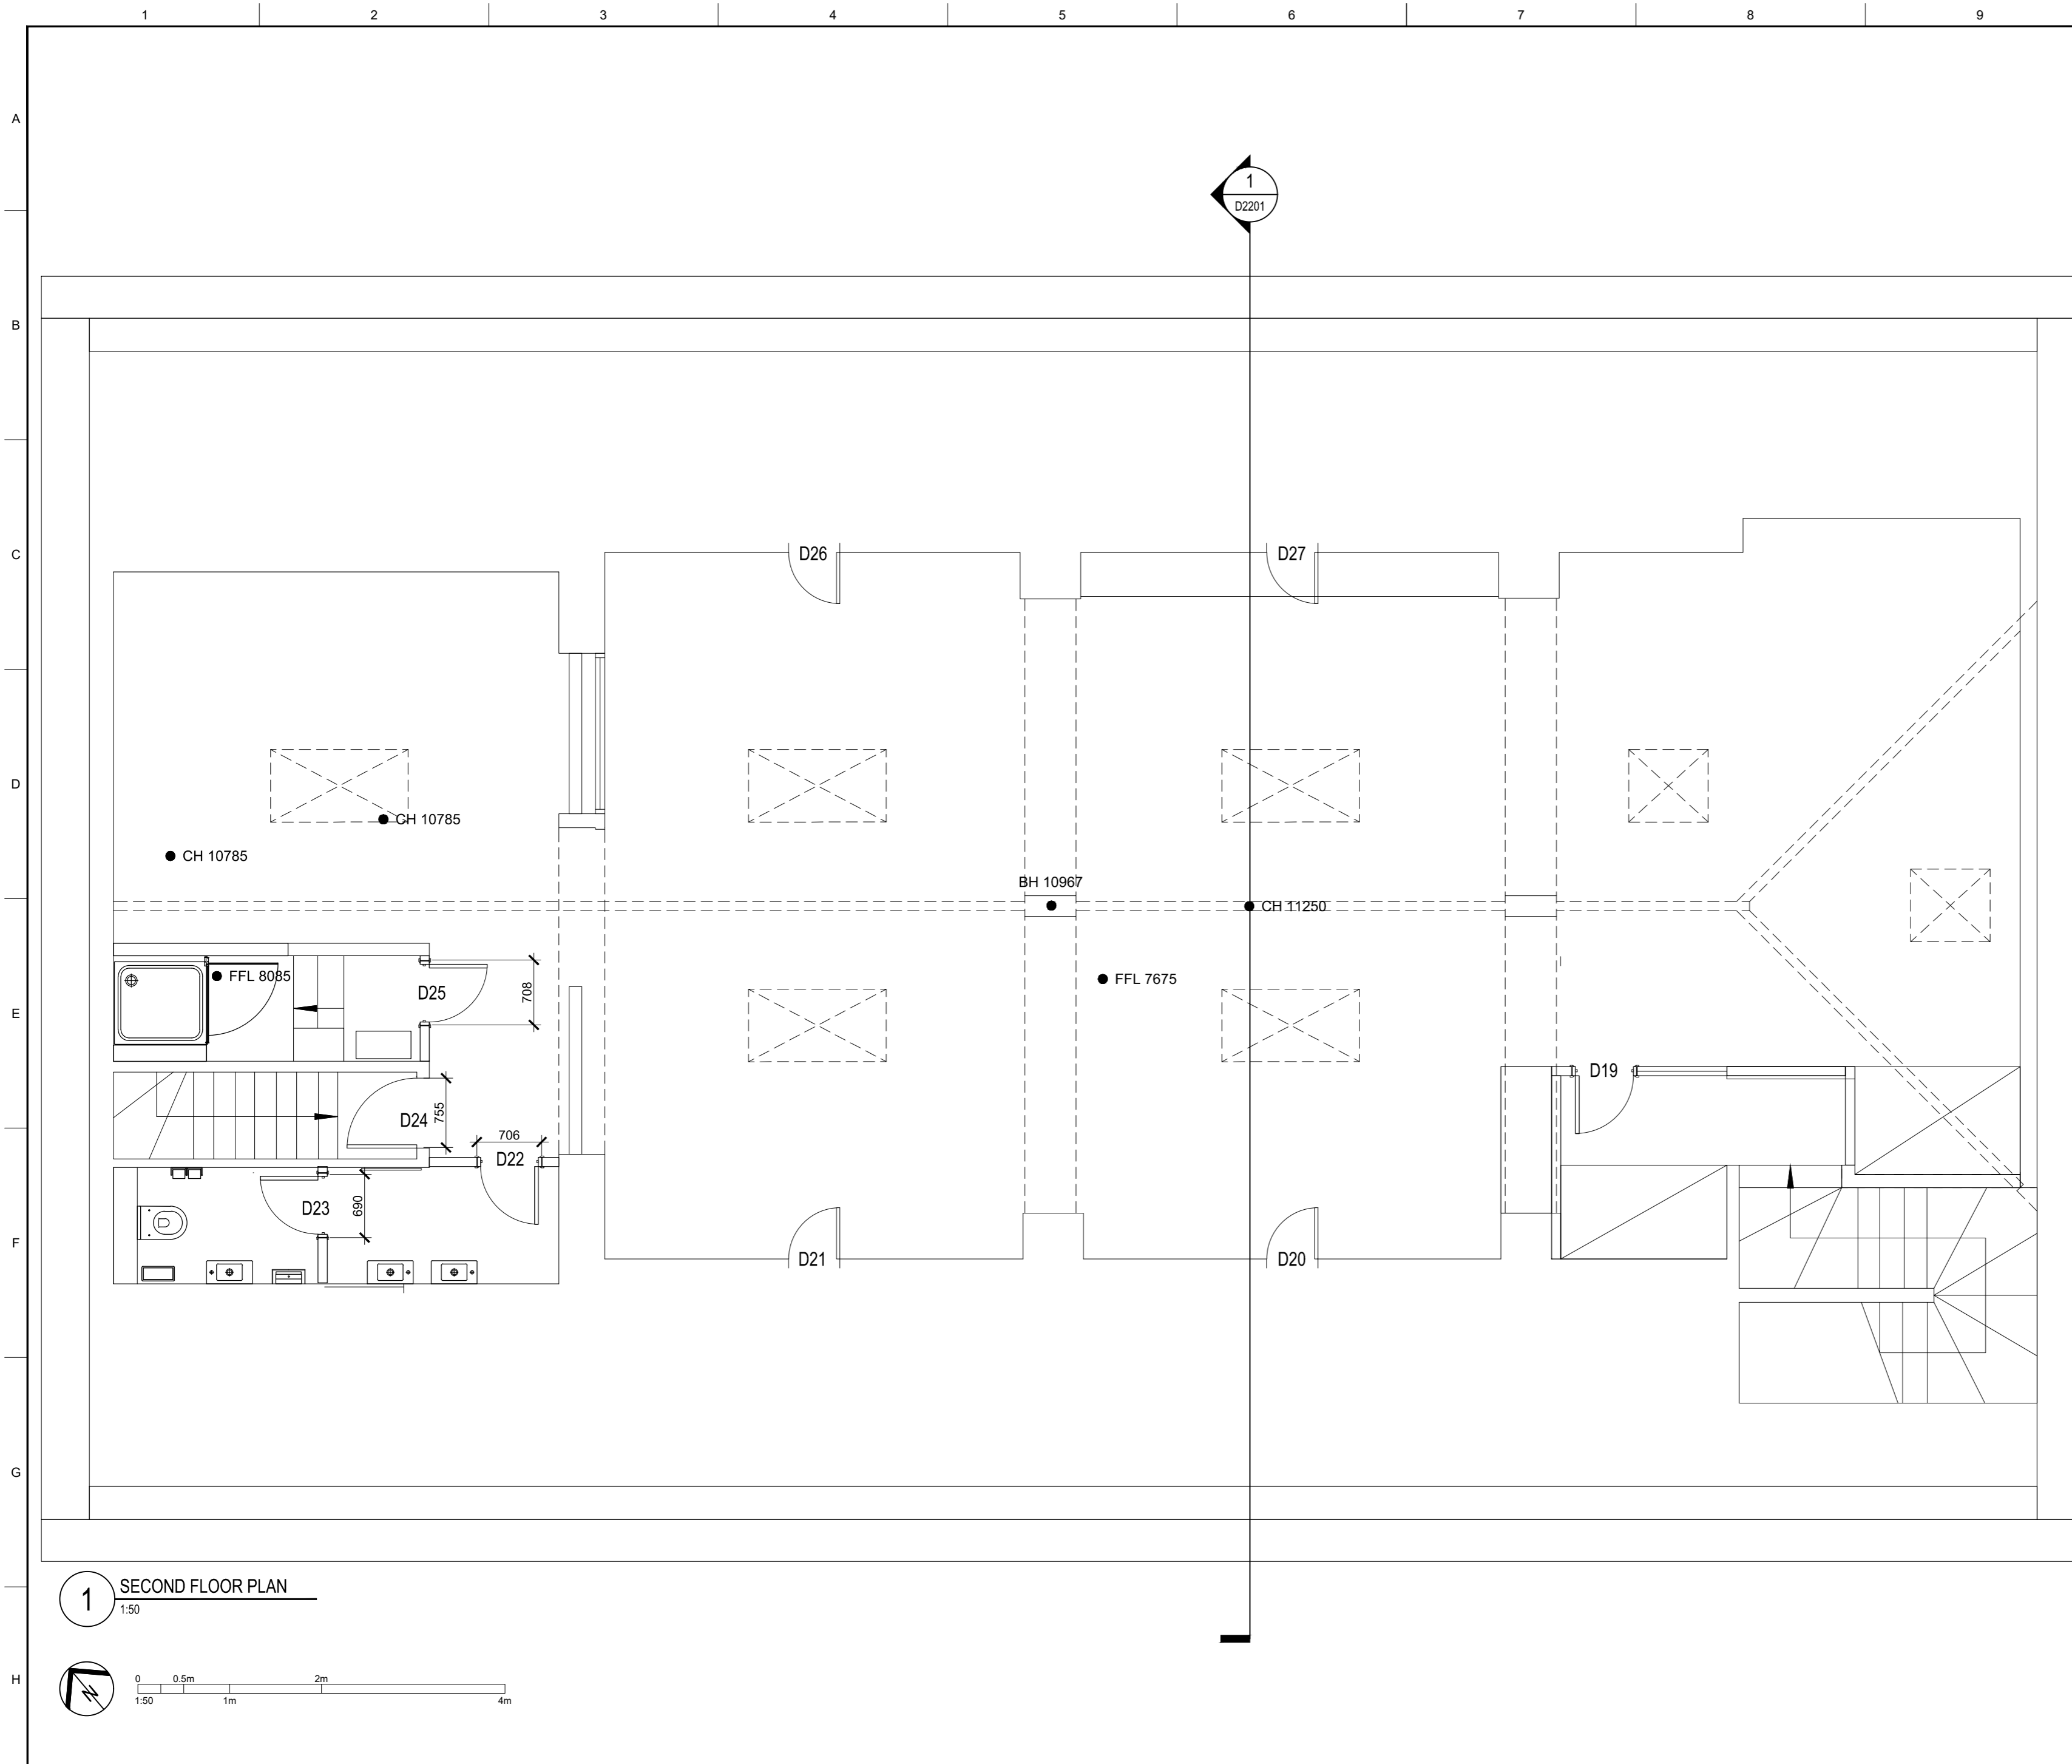 1 2 3 4 5 6 7 8 9
A
1
D2201
B
C
D26
D27
D
CH 10785
CH 10785
BH 10967
CH 11250
FFL 8085
FFL 7675
D25
708
E
D19
D24
755
706
D22
D23
690
F
D21
D20
G
1
SECOND FLOOR PLAN
1:50
H
N
0 0.5m 2m
1:50 1m 4m